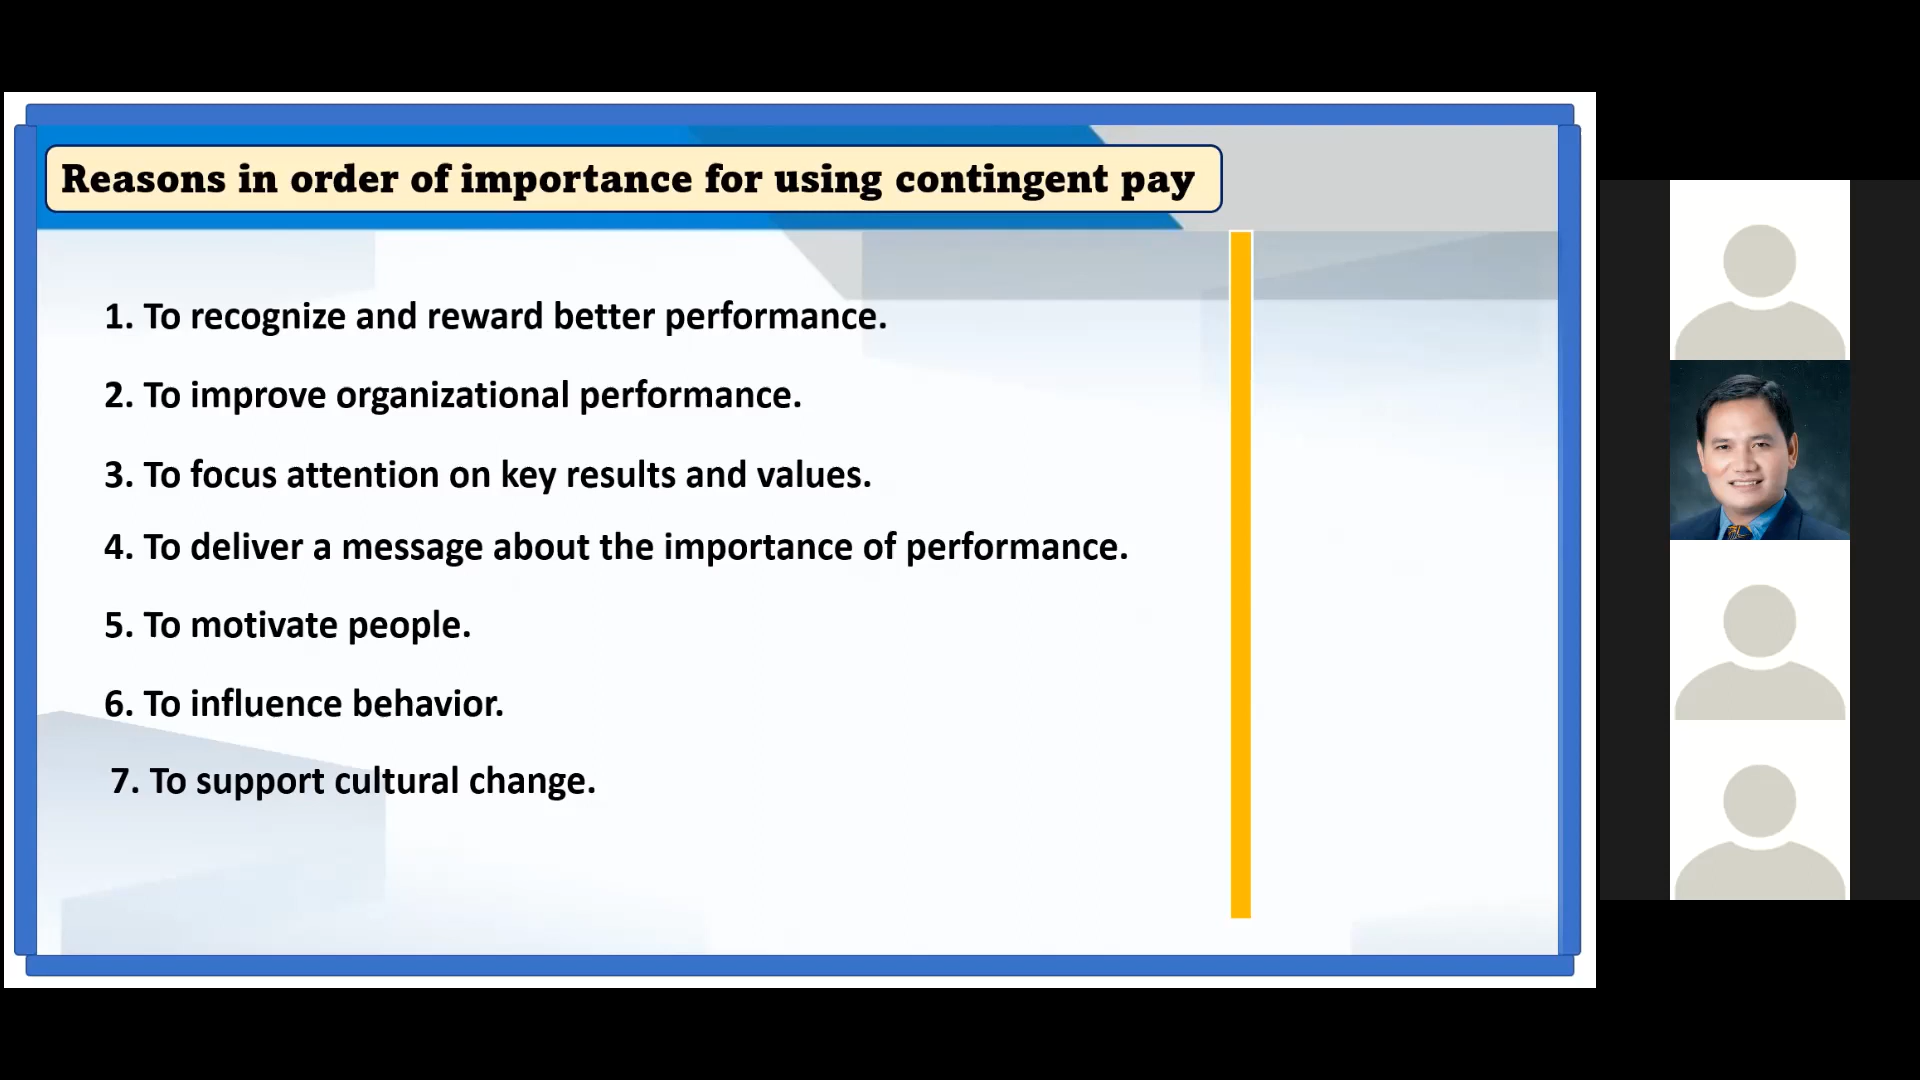 Reasons in order of importance for using contingent pay
1. To recognize and reward better performance.
2. To improve organizational performance.
3. To focus attention on key results and values.
4. To deliver a message about the importance of performance.
5. To motivate people.
6. To influence behavior.
7. To support cultural change.